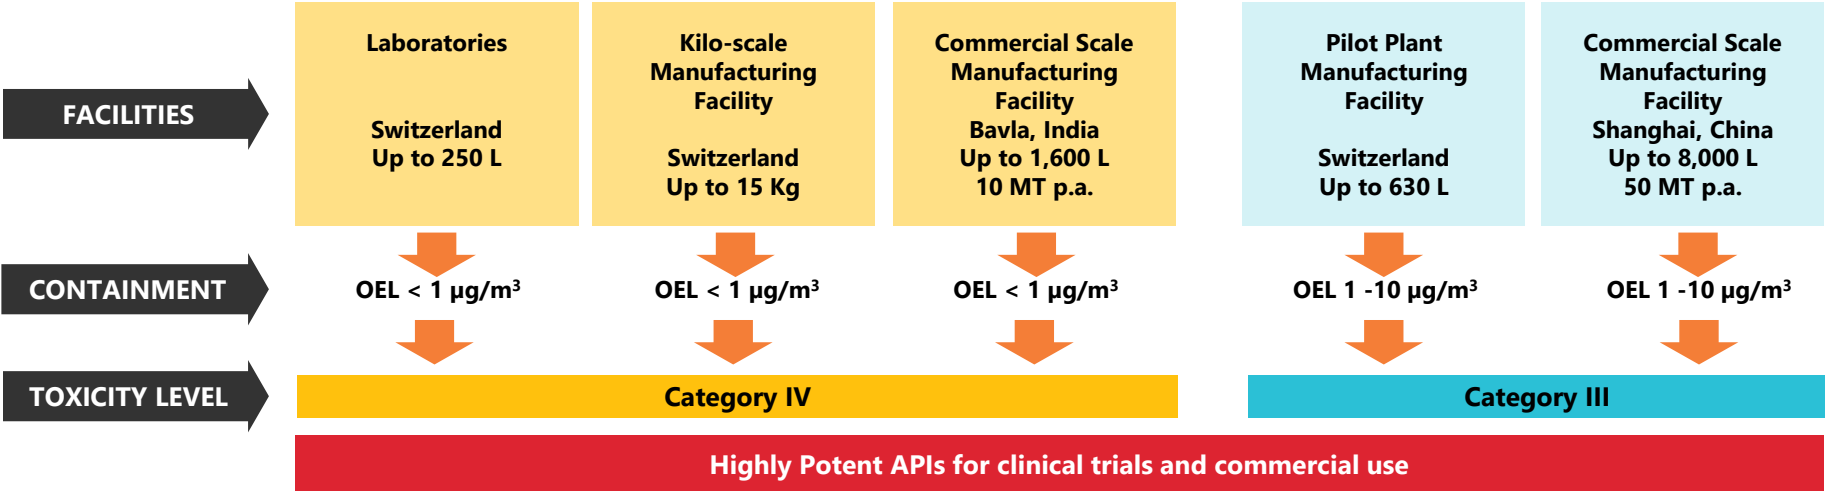 FACILITIES
Laboratories
Switzerland
Up to 250 L
Kilo-scale
Manufacturing
Facility
Switzerland
Up to 15 Kg
Commercial Scale
Manufacturing
Facility
Bavla, India
Up to 1,600 L
10 MT p.a.
Pilot Plant
Manufacturing
Facility
Switzerland
Up to 630 L
Commercial Scale
Manufacturing
Facility
Shanghai, China
Up to 8,000 L
50 MT p.a.
CONTAINMENT
OEL < 1 µg/m³
OEL < 1 µg/m³
OEL < 1 µg/m³
OEL 1 -10 µg/m³
OEL 1 -10 µg/m³
TOXICITY LEVEL
Category IV
Category III
Highly Potent APIs for clinical trials and commercial use